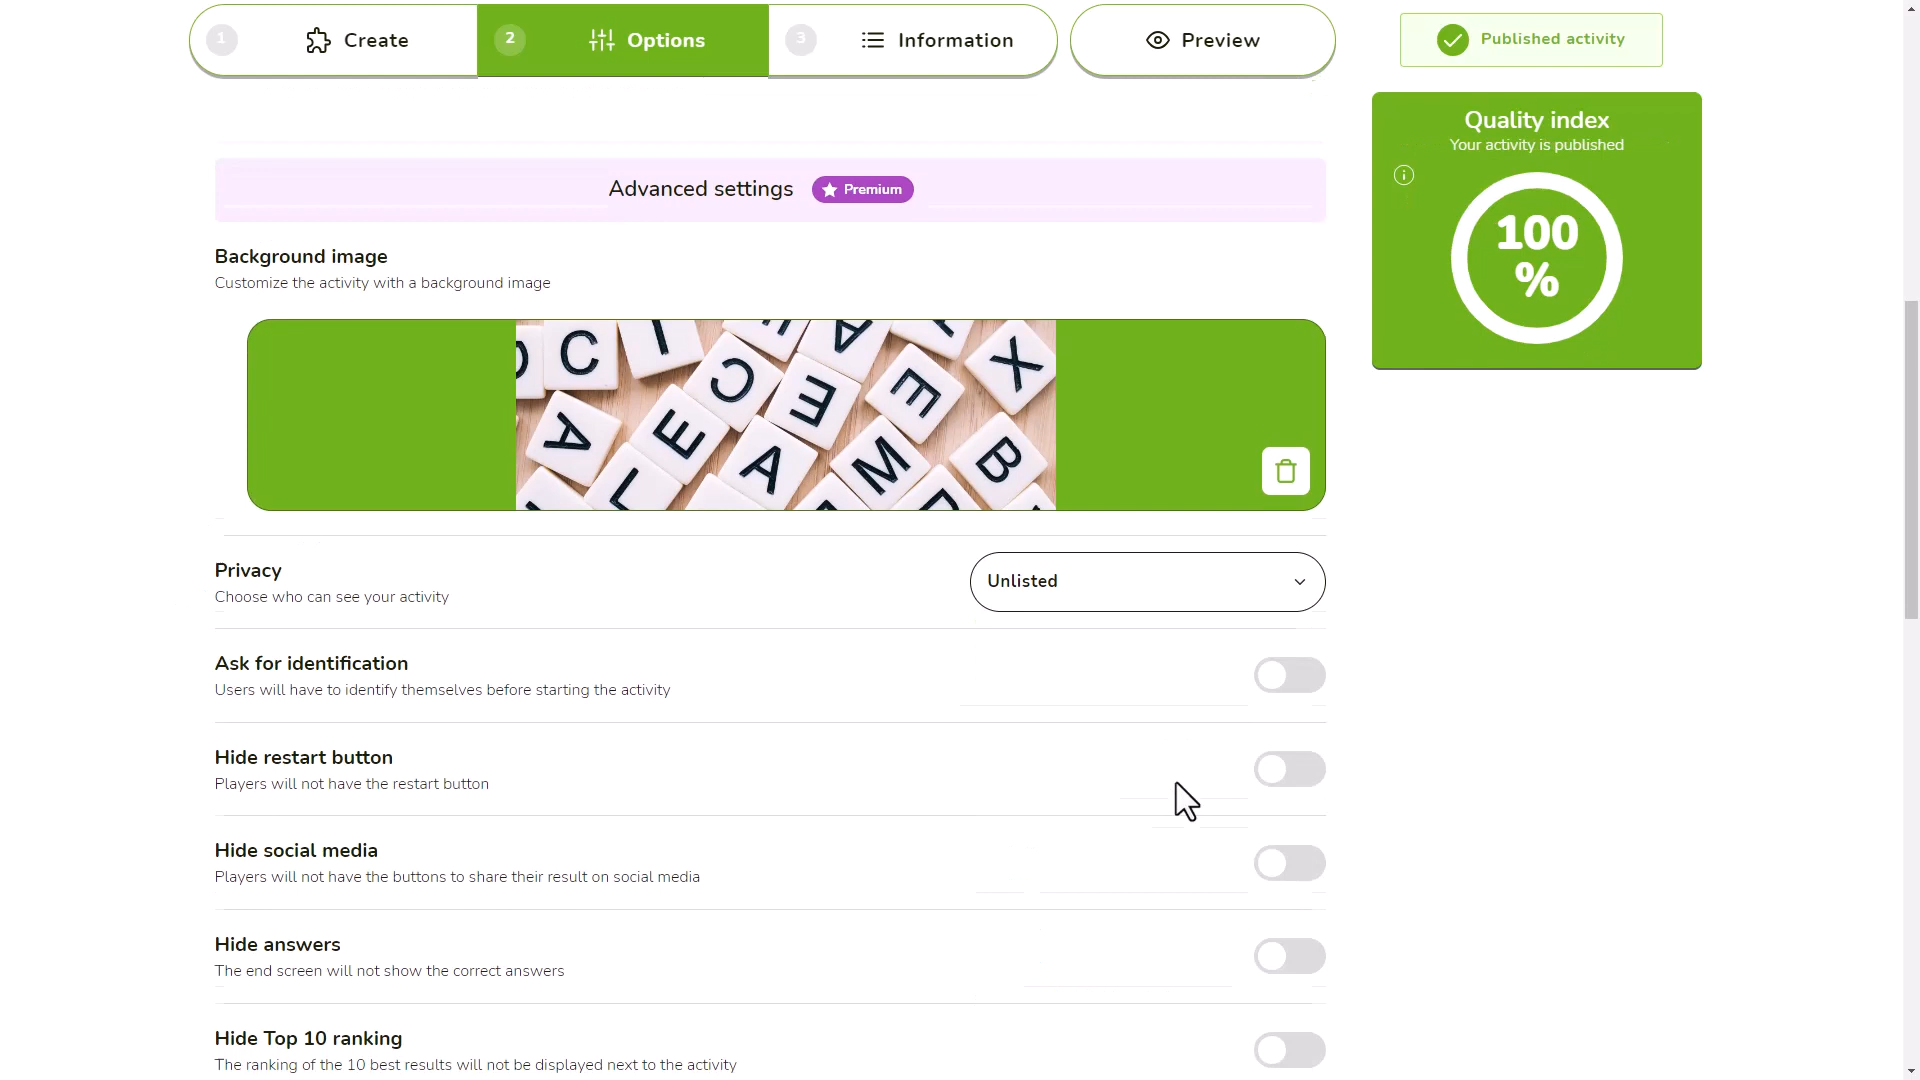 1 Create 2 Options 3 Information Preview Published activity
Quality index
Your activity is published
100
%
Advanced settings Premium
Background image
Customize the activity with a background image
Privacy
Choose who can see your activity
Unlisted
Ask for identification
Users will have to identify themselves before starting the activity
Hide restart button
Players will not have the restart button
Hide social media
Players will not have the buttons to share their result on social media
Hide answers
The end screen will not show the correct answers
Hide Top 10 ranking
The ranking of the 10 best results will not be displayed next to the activity